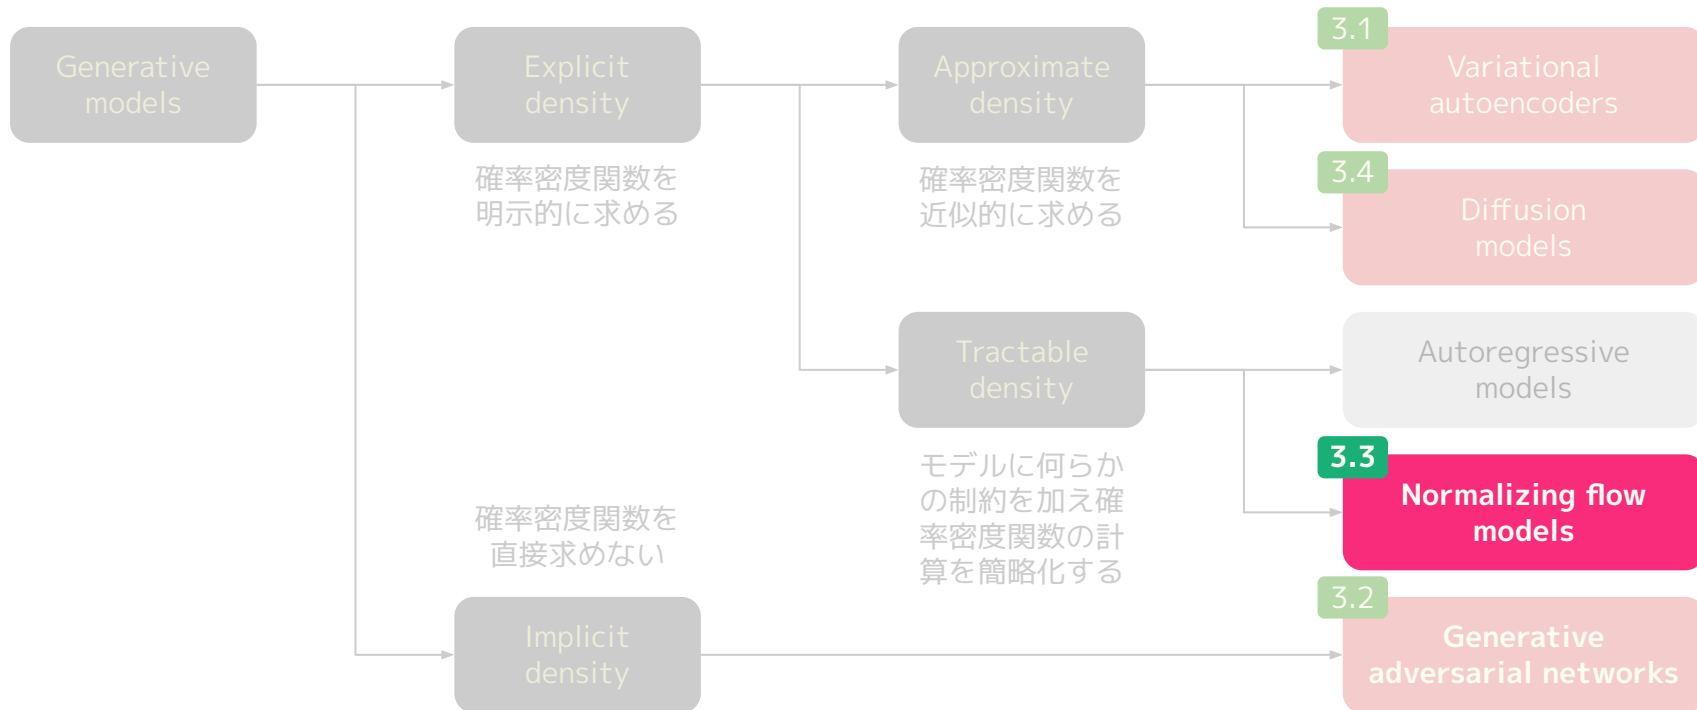 Generative
models
Explicit
density
確率密度関数を
明示的に求める
Approximate
density
確率密度関数を
近似的に求める
3.1
Variational
autoencoders
3.4
Diffusion
models
Tractable
density
モデルに何らか
の制約を加え確
率密度関数の計
算を簡略化する
Autoregressive
models
3.3
Normalizing flow
models
確率密度関数を
直接求めない
Implicit
density
3.2
Generative
adversarial networks